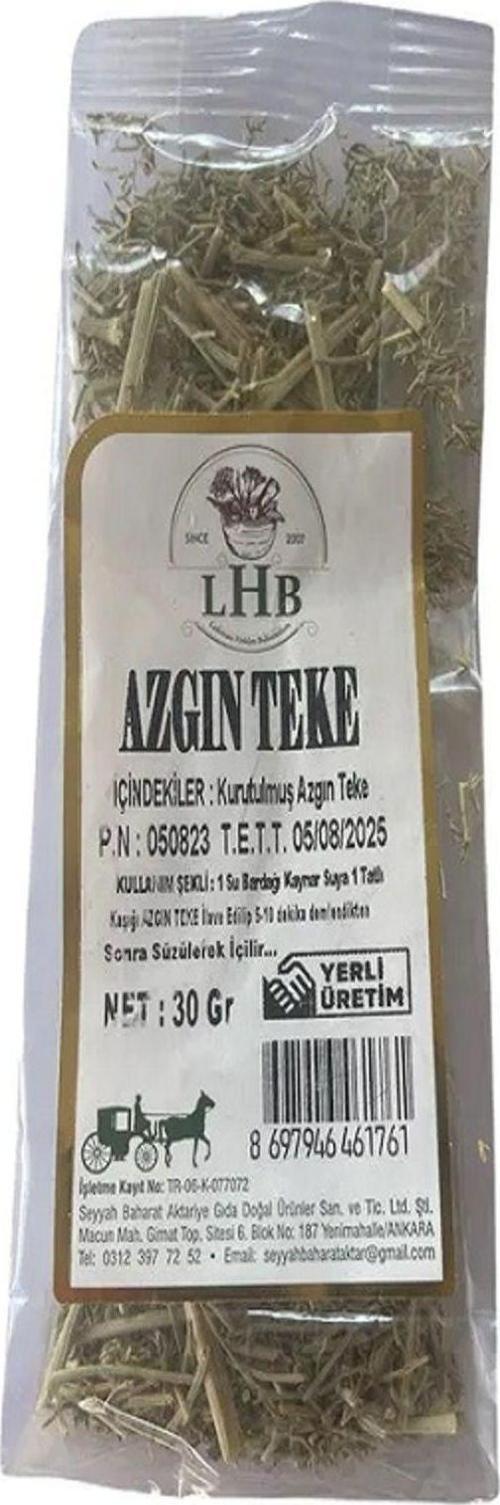 SINCE 2007
LHB
AZGIN TEKE
İÇİNDEKİLER : Kurutulmuş Azgın Teke
P.N : 050823 T.E.T.T. 05/08/2025
KULLANIM ŞEKLİ : 1 Su Bardağı Kaynar Suya 1 Tatlı
Kaşığı AZGIN TEKE İlave Edilip 5-10 dakika demlendikten
Sonra Süzülerek İçilir...
NET : 30 Gr
YERLİ
ÜRETİM
8 697946 461761
İşletme Kayıt No: TR-06-K-077072
Seyyah Baharat Aktariye Gıda Doğal Ürünler San. ve Tic. Ltd. Şti.
Macun Mah. Gimat Top. Sitesi 6. Blok No: 187 Yenimahalle/ANKARA
Tel: 0312 397 72 52 • Email: seyyahbaharataktar@gmail.com